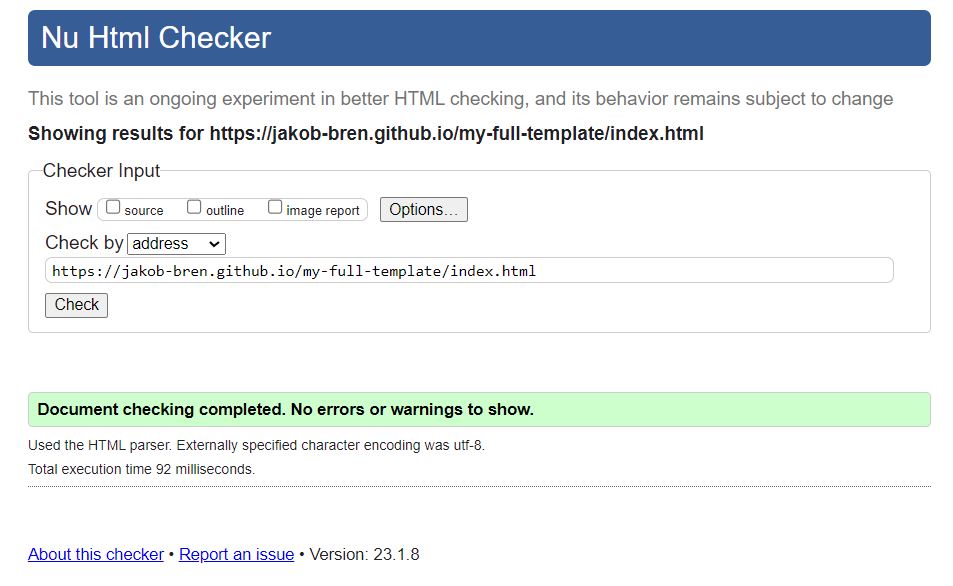 Nu Html Checker
This tool is an ongoing experiment in better HTML checking, and its behavior remains subject to change
Showing results for https://jakob-bren.github.io/my-full-template/index.html
Checker Input
Show source outline image report Options...
Check by address
https://jakob-bren.github.io/my-full-template/index.html
Check
Document checking completed. No errors or warnings to show.
Used the HTML parser. Externally specified character encoding was utf-8.
Total execution time 92 milliseconds.
About this checker • Report an issue • Version: 23.1.8